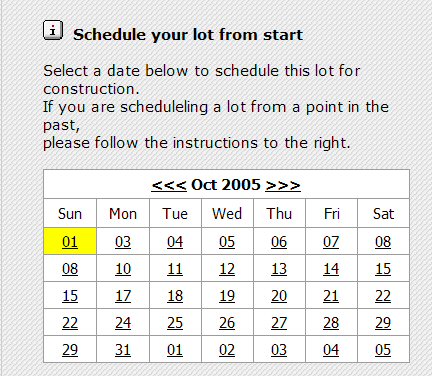 i Schedule your lot from start
Select a date below to schedule this lot for
construction.
If you are scheduleling a lot from a point in the
past,
please follow the instructions to the right.
<<< Oct 2005 >>>
Sun Mon Tue Wed Thu Fri Sat
01 03 04 05 06 07 08
08 10 11 12 13 14 15
15 17 18 19 20 21 22
22 24 25 26 27 28 29
29 31 01 02 03 04 05